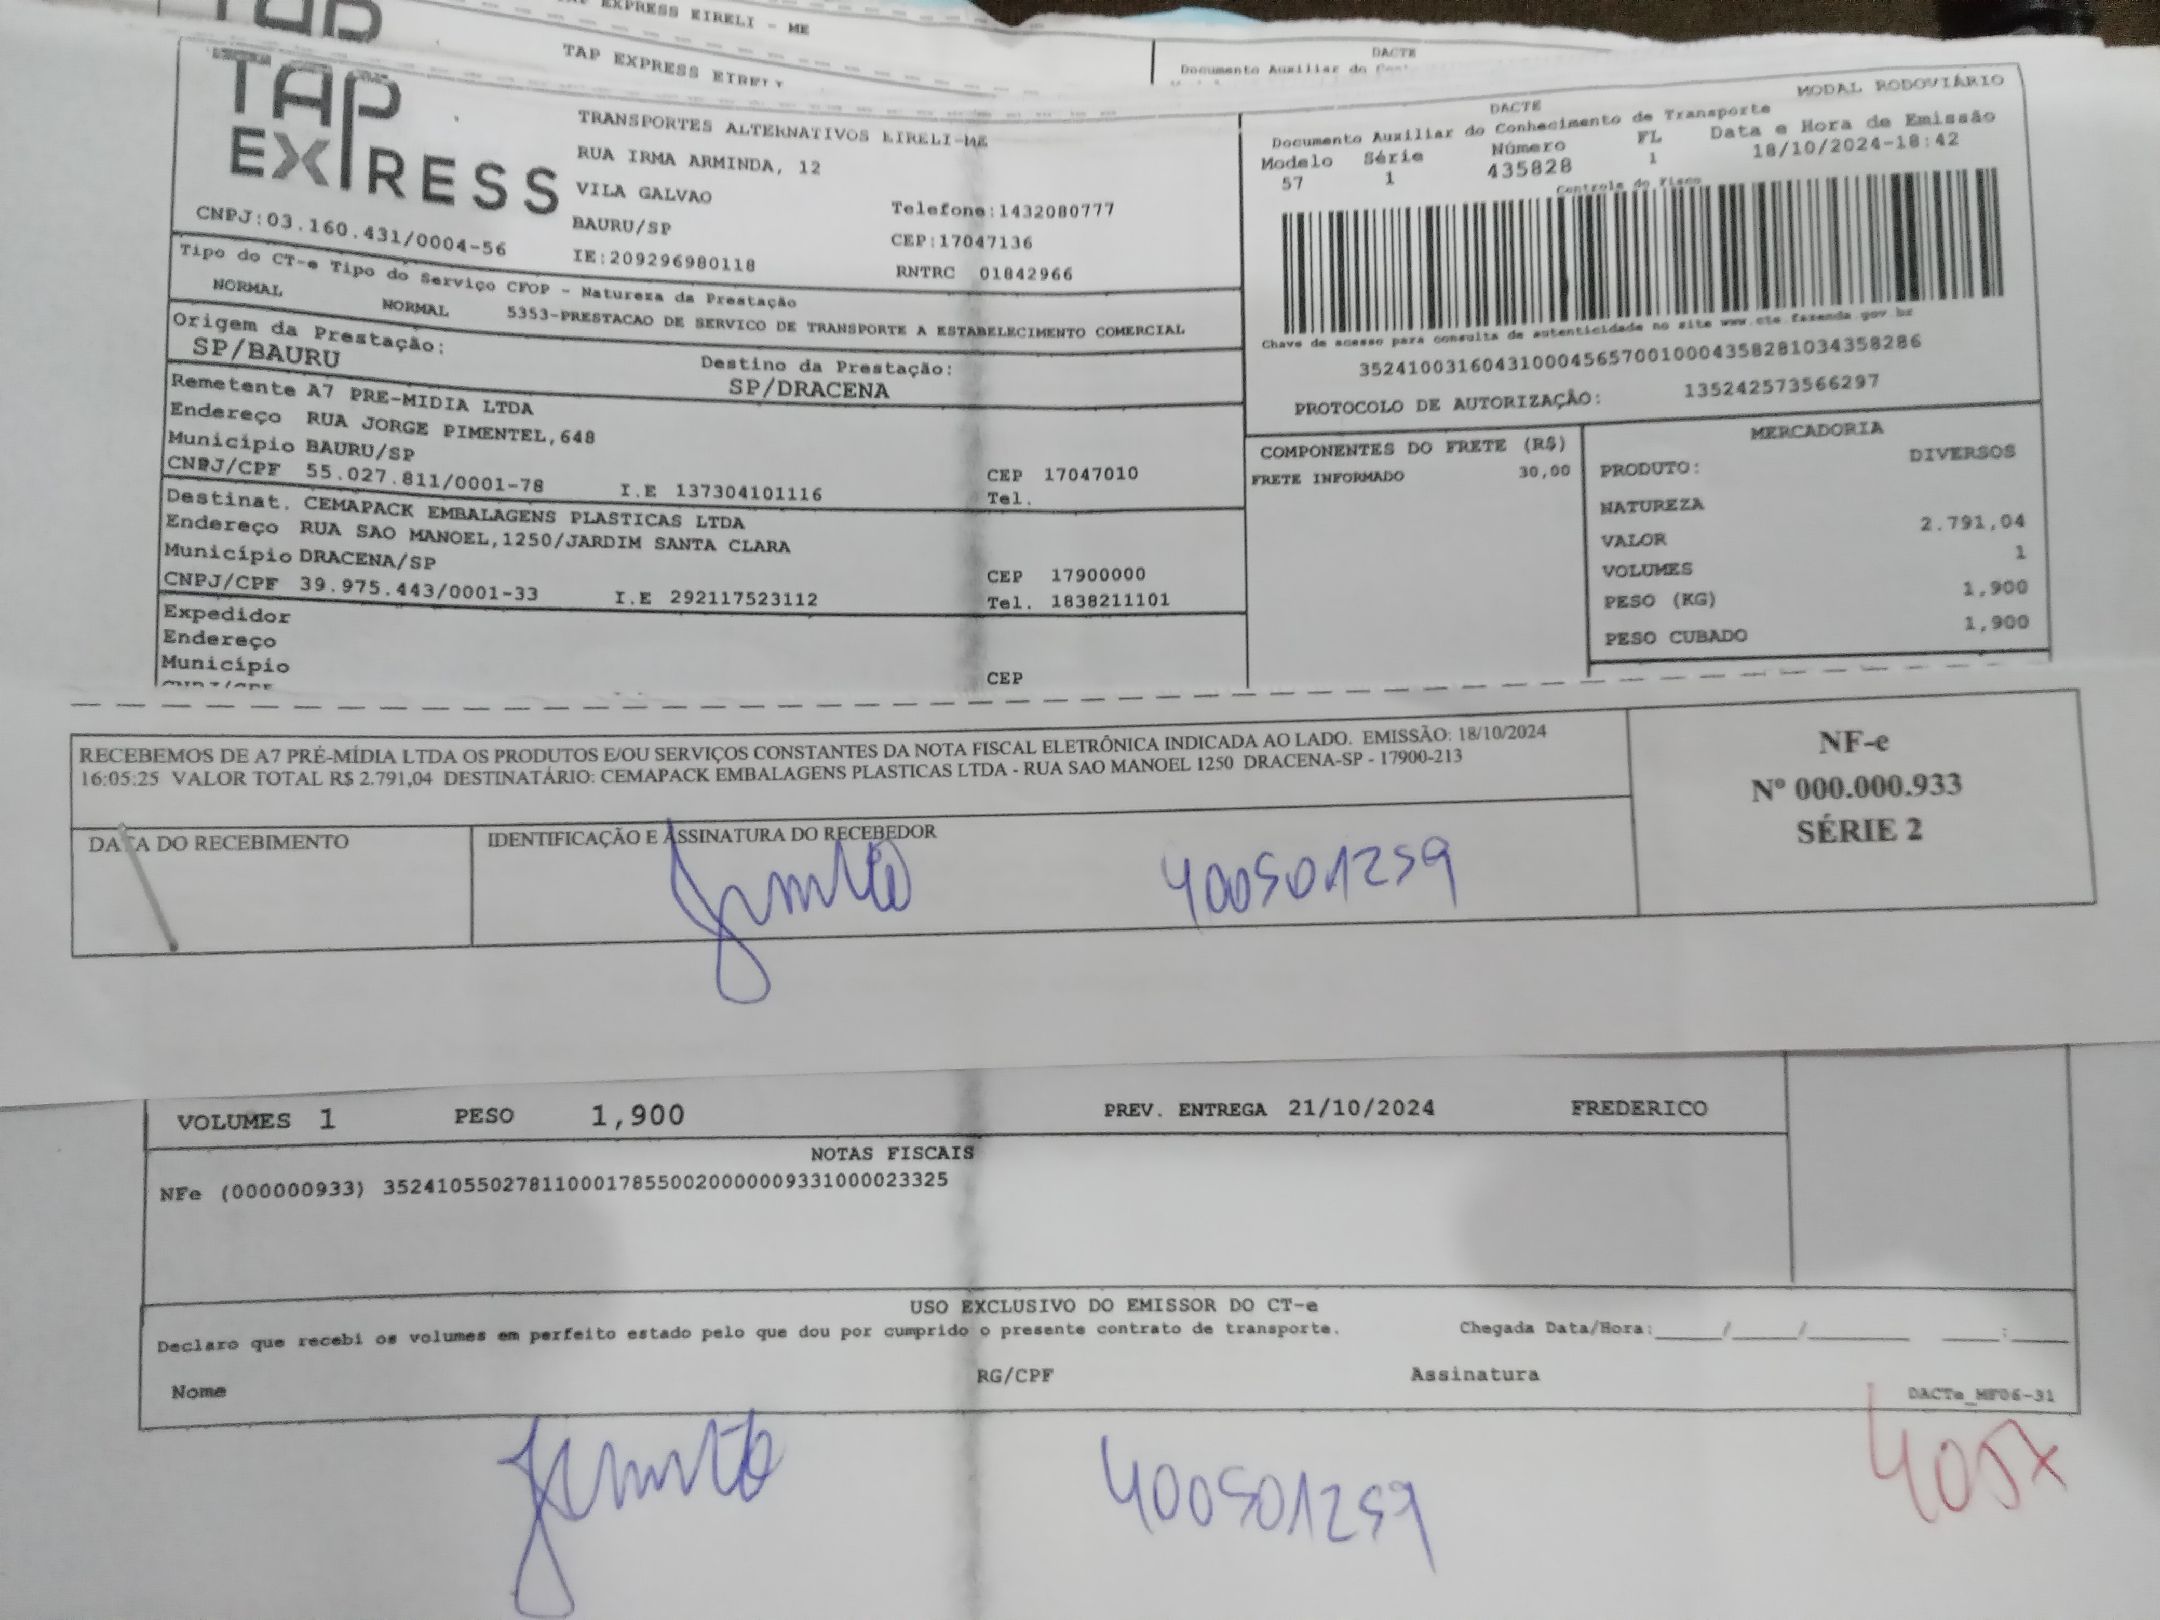 EXPRESS EIRELI - ME
TAP EXPRESS EIRELI
DACTE
Documento Auxiliar do
TAP
EXPRESS
CNPJ:03.160.431/0004-56
TRANSPORTES ALTERNATIVOS EIRELI-ME
RUA IRMA ARMINDA, 12
VILA GALVAO
BAURU/SP
IE:209296980118
Telefone:1432080777
CEP:17047136
RNTRC 01842966
MODAL RODOVIÁRIO
DACTE
Documento Auxiliar do Conhecimento de Transporte
Modelo Série Número FL Data e Hora de Emissão
57 1 435828 1 18/10/2024-18:42
Controle do Fisco
Chave de acesso para consulta de autenticidade no site www.cte.fazenda.gov.br
35241003160431000456570010004358281034358286
PROTOCOLO DE AUTORIZAÇÃO: 135242573566297
Tipo do CT-e Tipo do Serviço CFOP - Natureza da Prestação
NORMAL NORMAL 5353-PRESTACAO DE SERVICO DE TRANSPORTE A ESTABELECIMENTO COMERCIAL
Origem da Prestação: Destino da Prestação:
SP/BAURU SP/DRACENA
Remetente A7 PRE-MIDIA LTDA
Endereço RUA JORGE PIMENTEL,648
Município BAURU/SP CEP 17047010
CNPJ/CPF 55.027.811/0001-78 I.E 137304101116 Tel.
Destinat. CEMAPACK EMBALAGENS PLASTICAS LTDA
Endereço RUA SAO MANOEL,1250/JARDIM SANTA CLARA
Município DRACENA/SP CEP 17900000
CNPJ/CPF 39.975.443/0001-33 I.E 292117523112 Tel. 1838211101
Expedidor
Endereço
Município CEP
CNPJ/CPF
COMPONENTES DO FRETE (R$)
FRETE INFORMADO 30,00
MERCADORIA
PRODUTO: DIVERSOS
NATUREZA
VALOR 2.791,04
VOLUMES 1
PESO (KG) 1,900
PESO CUBADO 1,900
RECEBEMOS DE A7 PRÉ-MÍDIA LTDA OS PRODUTOS E/OU SERVIÇOS CONSTANTES DA NOTA FISCAL ELETRÔNICA INDICADA AO LADO. EMISSÃO: 18/10/2024
16:05:25 VALOR TOTAL R$ 2.791,04 DESTINATÁRIO: CEMAPACK EMBALAGENS PLASTICAS LTDA - RUA SAO MANOEL 1250 DRACENA-SP - 17900-213
DATA DO RECEBIMENTO
IDENTIFICAÇÃO E ASSINATURA DO RECEBEDOR
400501259
NF-e
Nº 000.000.933
SÉRIE 2
VOLUMES 1 PESO 1,900 PREV. ENTREGA 21/10/2024 FREDERICO
NOTAS FISCAIS
NFe (000000933) 35241055027811000178550020000009331000023325
USO EXCLUSIVO DO EMISSOR DO CT-e
Declaro que recebi os volumes em perfeito estado pelo que dou por cumprido o presente contrato de transporte. Chegada Data/Hora:____/____/______ ___:___
Nome RG/CPF Assinatura
DACTe_MF06-31
400501259
4057